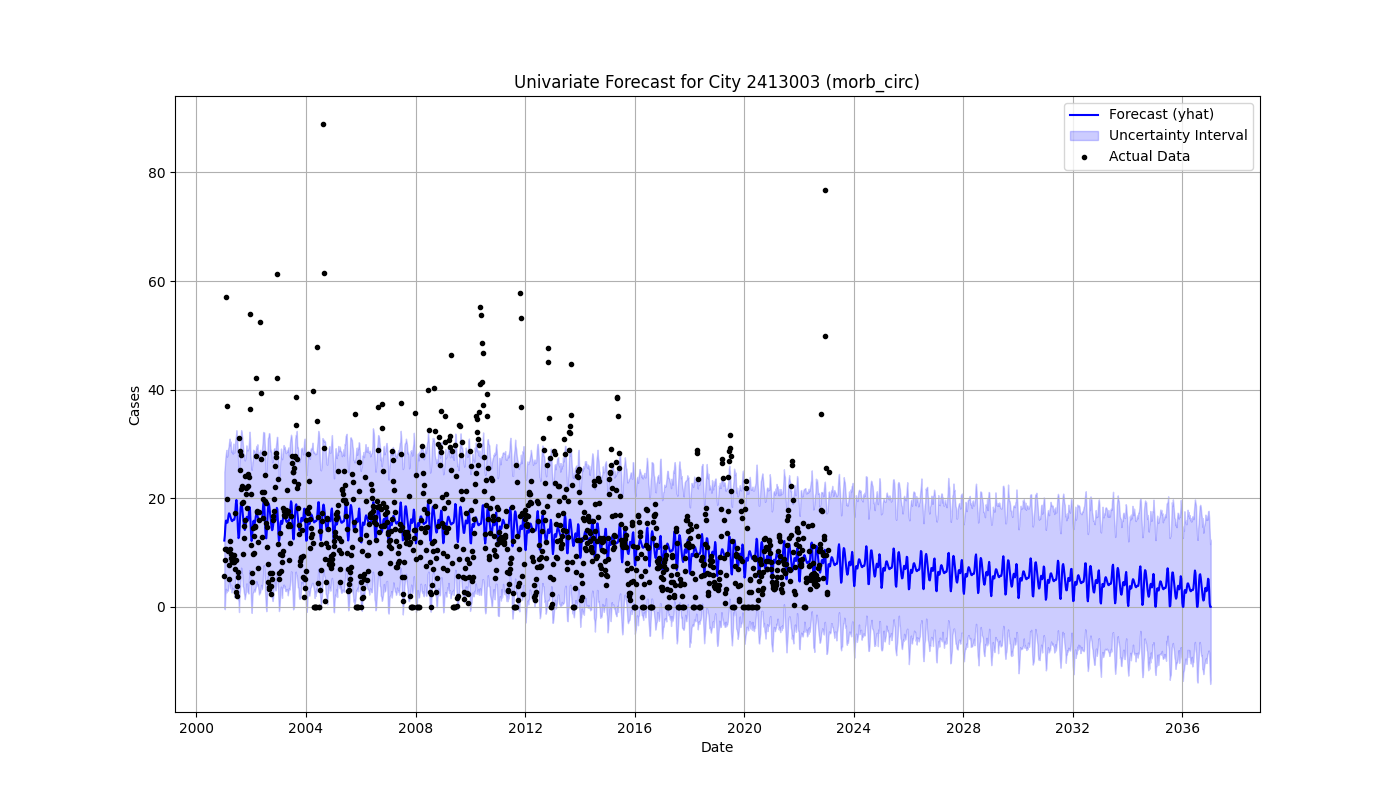 Univariate Forecast for City 2413003 (morb_circ)
Forecast (yhat)
Uncertainty Interval
Actual Data
Cases
80
60
40
20
0
2000 2004 2008 2012 2016 2020 2024 2028 2032 2036
Date